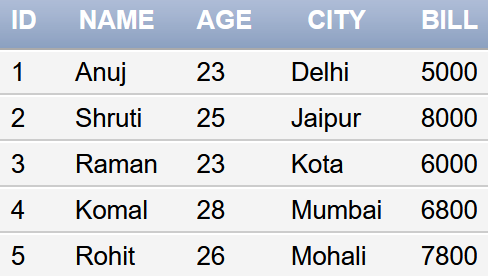 ID NAME AGE CITY BILL
1 Anuj 23 Delhi 5000
2 Shruti 25 Jaipur 8000
3 Raman 23 Kota 6000
4 Komal 28 Mumbai 6800
5 Rohit 26 Mohali 7800